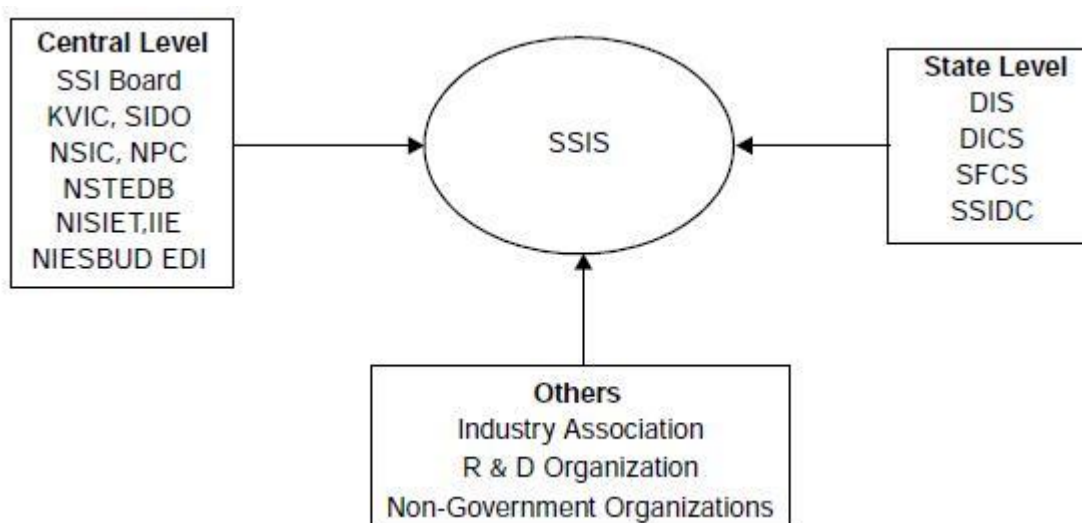 Central Level
SSI Board
KVIC, SIDO
NSIC, NPC
NSTEDB
NISIET,IIE
NIESBUD EDI
SSIS
State Level
DIS
DICS
SFCS
SSIDC
Others
Industry Association
R & D Organization
Non-Government Organizations